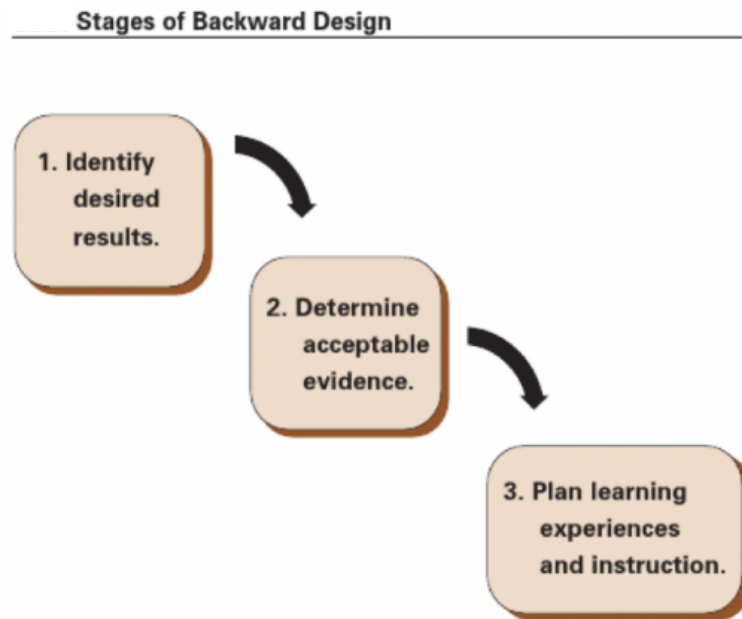 Stages of Backward Design
1. Identify
desired
results.
2. Determine
acceptable
evidence.
3. Plan learning
experiences
and instruction.